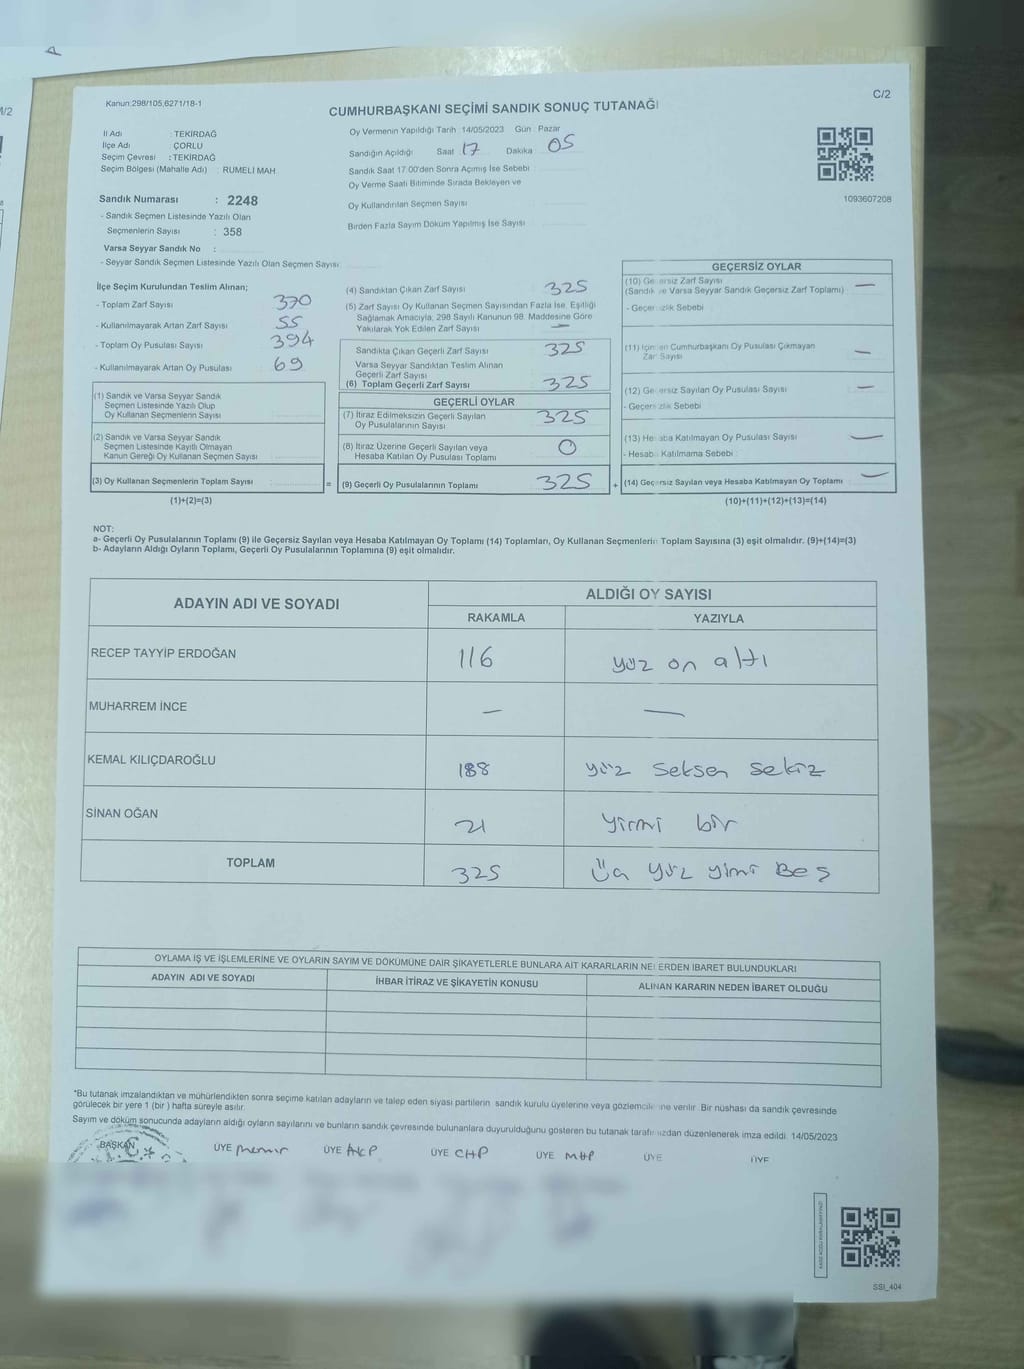 Kanun:298/105,6271/18-1
C/2
CUMHURBAŞKANI SEÇİMİ SANDIK SONUÇ TUTANAĞI
İl Adı : TEKİRDAĞ
İlçe Adı : ÇORLU
Seçim Çevresi : TEKİRDAĞ
Seçim Bölgesi (Mahalle Adı) : RUMELİ MAH.
Oy Vermenin Yapıldığı Tarih 14/05/2023 Gün : Pazar
Sandığın Açıldığı Saat 17 Dakika 05
Sandık Saat 17:00'den Sonra Açmış İse Sebebi
Oy Verme Saati Bitiminde Sırada Bekleyen ve
Oy Kullandırılan Seçmen Sayısı
Birden Fazla Sayım Döküm Yapılmış İse Sayısı
1093607208
Sandık Numarası : 2248
- Sandık Seçmen Listesinde Yazılı Olan
Seçmenlerin Sayısı : 358
Varsa Seyyar Sandık No :
- Seyyar Sandık Seçmen Listesinde Yazılı Olan Seçmen Sayısı:
İlçe Seçim Kurulundan Teslim Alınan;
- Toplam Zarf Sayısı 370
- Kullanılmayarak Artan Zarf Sayısı 55
- Toplam Oy Pusulası Sayısı 394
- Kullanılmayarak Artan Oy Pusulası 69
(1) Sandık ve Varsa Seyyar Sandık
Seçmen Listesinde Yazılı Olup
Oy Kullanan Seçmenlerin Sayısı
(2) Sandık ve Varsa Seyyar Sandık
Seçmen Listesinde Kayıtlı Olmayan
Kanun Gereği Oy Kullanan Seçmen Sayısı
(3) Oy Kullanan Seçmenlerin Toplam Sayısı =
(1)+(2)=(3)
(4) Sandıktan Çıkan Zarf Sayısı 325
(5) Zarf Sayısı Oy Kullanan Seçmen Sayısından Fazla İse, Eşitliği
Sağlamak Amacıyla; 298 Sayılı Kanunun 98. Maddesine Göre
Yakılarak Yok Edilen Zarf Sayısı —
Sandıkta Çıkan Geçerli Zarf Sayısı 325
Varsa Seyyar Sandıktan Teslim Alınan
Geçerli Zarf Sayısı
(6) Toplam Geçerli Zarf Sayısı 325
GEÇERLİ OYLAR
(7) İtiraz Edilmeksizin Geçerli Sayılan
Oy Pusulalarının Sayısı 325
(8) İtiraz Üzerine Geçerli Sayılan veya
Hesaba Katılan Oy Pusulası Toplamı 0
(9) Geçerli Oy Pusulalarının Toplamı 325 +
GEÇERSİZ OYLAR
(10) Geçersiz Zarf Sayısı
(Sandık ve Varsa Seyyar Sandık Geçersiz Zarf Toplamı) —
- Geçersizlik Sebebi
(11) İçinden Cumhurbaşkanı Oy Pusulası Çıkmayan
Zarf Sayısı —
(12) Geçersiz Sayılan Oy Pusulası Sayısı —
- Geçersizlik Sebebi
(13) Hesaba Katılmayan Oy Pusulası Sayısı —
- Hesaba Katılmama Sebebi
(14) Geçersiz Sayılan veya Hesaba Katılmayan Oy Toplamı —
(10)+(11)+(12)+(13)=(14)
NOT:
a- Geçerli Oy Pusulalarının Toplamı (9) ile Geçersiz Sayılan veya Hesaba Katılmayan Oy Toplamı (14) Toplamları, Oy Kullanan Seçmenlerin Toplam Sayısına (3) eşit olmalıdır. (9)+(14)=(3)
b- Adayların Aldığı Oyların Toplamı, Geçerli Oy Pusulalarının Toplamına (9) eşit olmalıdır.
ADAYIN ADI VE SOYADI ALDIĞI OY SAYISI
RAKAMLA YAZIYLA
RECEP TAYYİP ERDOĞAN 116 yüz on altı
MUHARREM İNCE — —
KEMAL KILIÇDAROĞLU 188 yüz seksen sekiz
SİNAN OĞAN 21 yirmi bir
TOPLAM 325 Üç yüz yimi Beş
OYLAMA İŞ VE İŞLEMLERİNE VE OYLARIN SAYIM VE DÖKÜMÜNE DAİR ŞİKAYETLERLE BUNLARA AİT KARARLARIN NELERDEN İBARET BULUNDUKLARI
ADAYIN ADI VE SOYADI İHBAR İTİRAZ VE ŞİKAYETİN KONUSU ALINAN KARARIN NEDEN İBARET OLDUĞU
*Bu tutanak imzalandıktan ve mühürlendikten sonra seçime katılan adayların ve talep eden siyasi partilerin sandık kurulu üyelerine veya gözlemcilerine verilir. Bir nüshası da sandık çevresinde
görülecek bir yere 1 (bir) hafta süreyle asılır.
Sayım ve döküm sonucunda adayların aldığı oyların sayılarını ve bunların sandık çevresinde bulunanlara duyurulduğunu gösteren bu tutanak tarafımızdan düzenlenerek imza edildi. 14/05/2023
BAŞKAN ÜYE memur ÜYE AKP ÜYE CHP ÜYE MHP ÜYE ÜYE
SSI_404